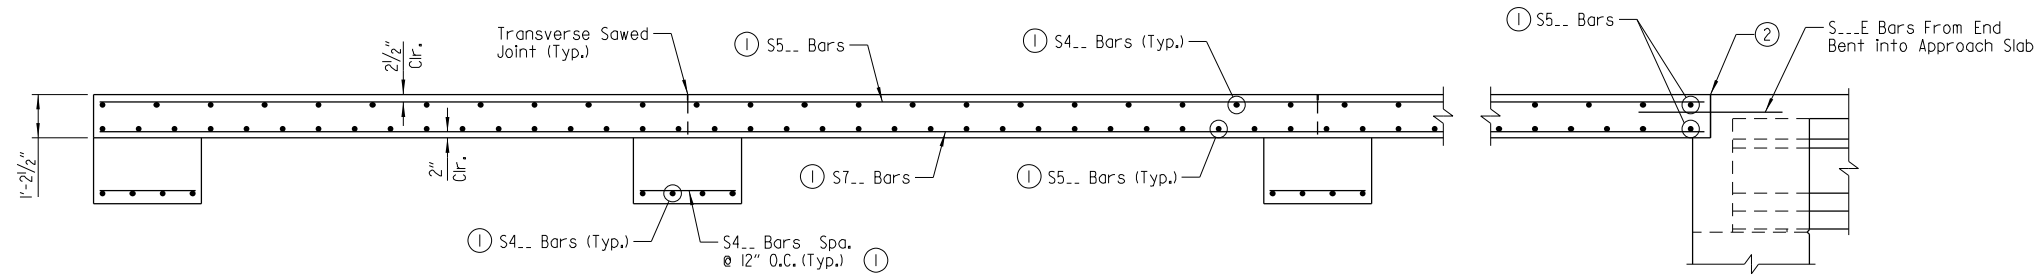 Transverse Sawed
Joint (Typ.)
1 S5__ Bars
1 S4__ Bars (Typ.)
1 S5__ Bars
2
S___E Bars From End
Bent into Approach Slab
2½" Clr.
1'-2½"
2" Clr.
1 S7__ Bars
1 S5__ Bars (Typ.)
1 S4__ Bars (Typ.)
S4__ Bars Spa.
@ 12" O.C. (Typ.) 1